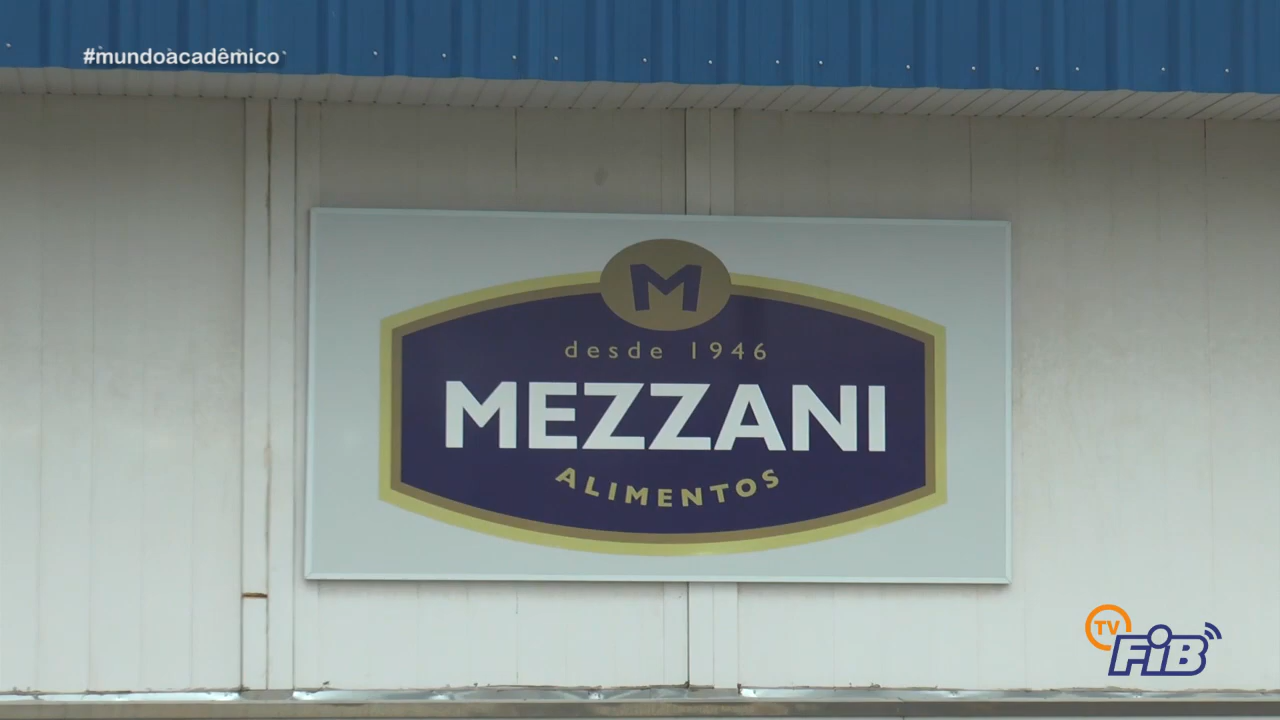 #mundoacadêmico
M
desde 1946
MEZZANI
ALIMENTOS
TV
FiB